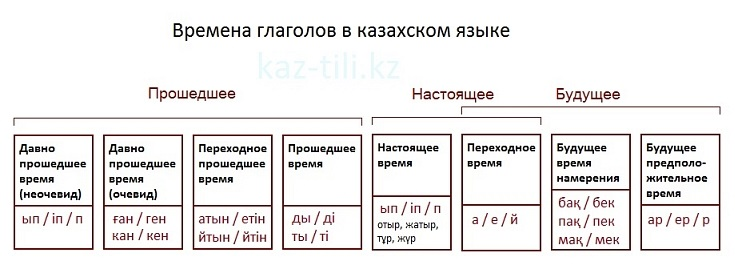 Времена глаголов в казахском языке
kaz-tili.kz
Прошедшее
Настоящее
Будущее
Давно
прошедшее
время
(неочевид)
ып / іп / п
Давно
прошедшее
время
(очевид)
ған / ген
кан / кен
Переходное
прошедшее
время
атын / етін
йтын / йтін
Прошедшее
время
ды / ді
ты / ті
Настоящее
время
ып / іп / п
отыр, жатыр,
тұр, жүр
Переходное
время
а / е / й
Будущее
время
намерения
бақ / бек
пақ / пек
мақ / мек
Будущее
предполо-
жительное
время
ар / ер / р